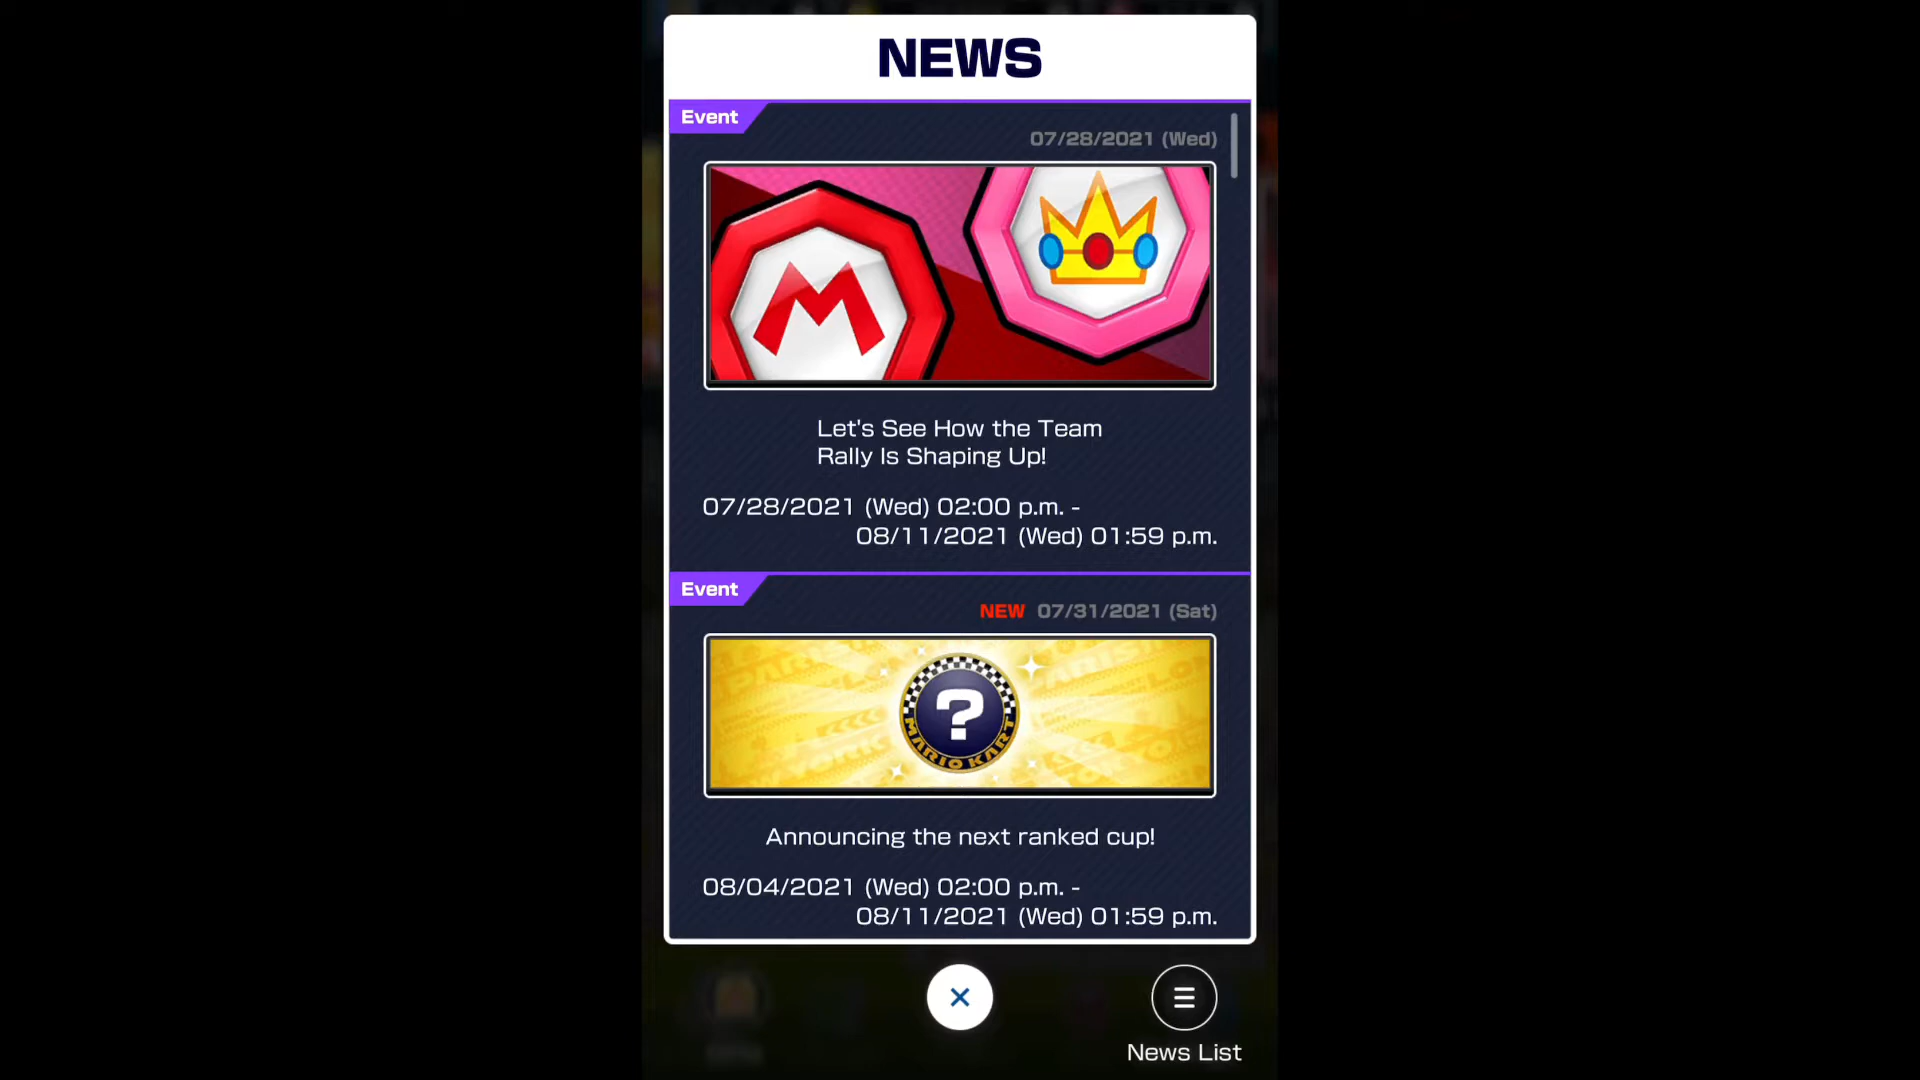 NEWS
Event
07/28/2021 (Wed)
M
Let's See How the Team
Rally Is Shaping Up!
07/28/2021 (Wed) 02:00 p.m. -
08/11/2021 (Wed) 01:59 p.m.
Event
NEW 07/31/2021 (Sat)
?
MARIO KART
Announcing the next ranked cup!
08/04/2021 (Wed) 02:00 p.m. -
08/11/2021 (Wed) 01:59 p.m.
News List